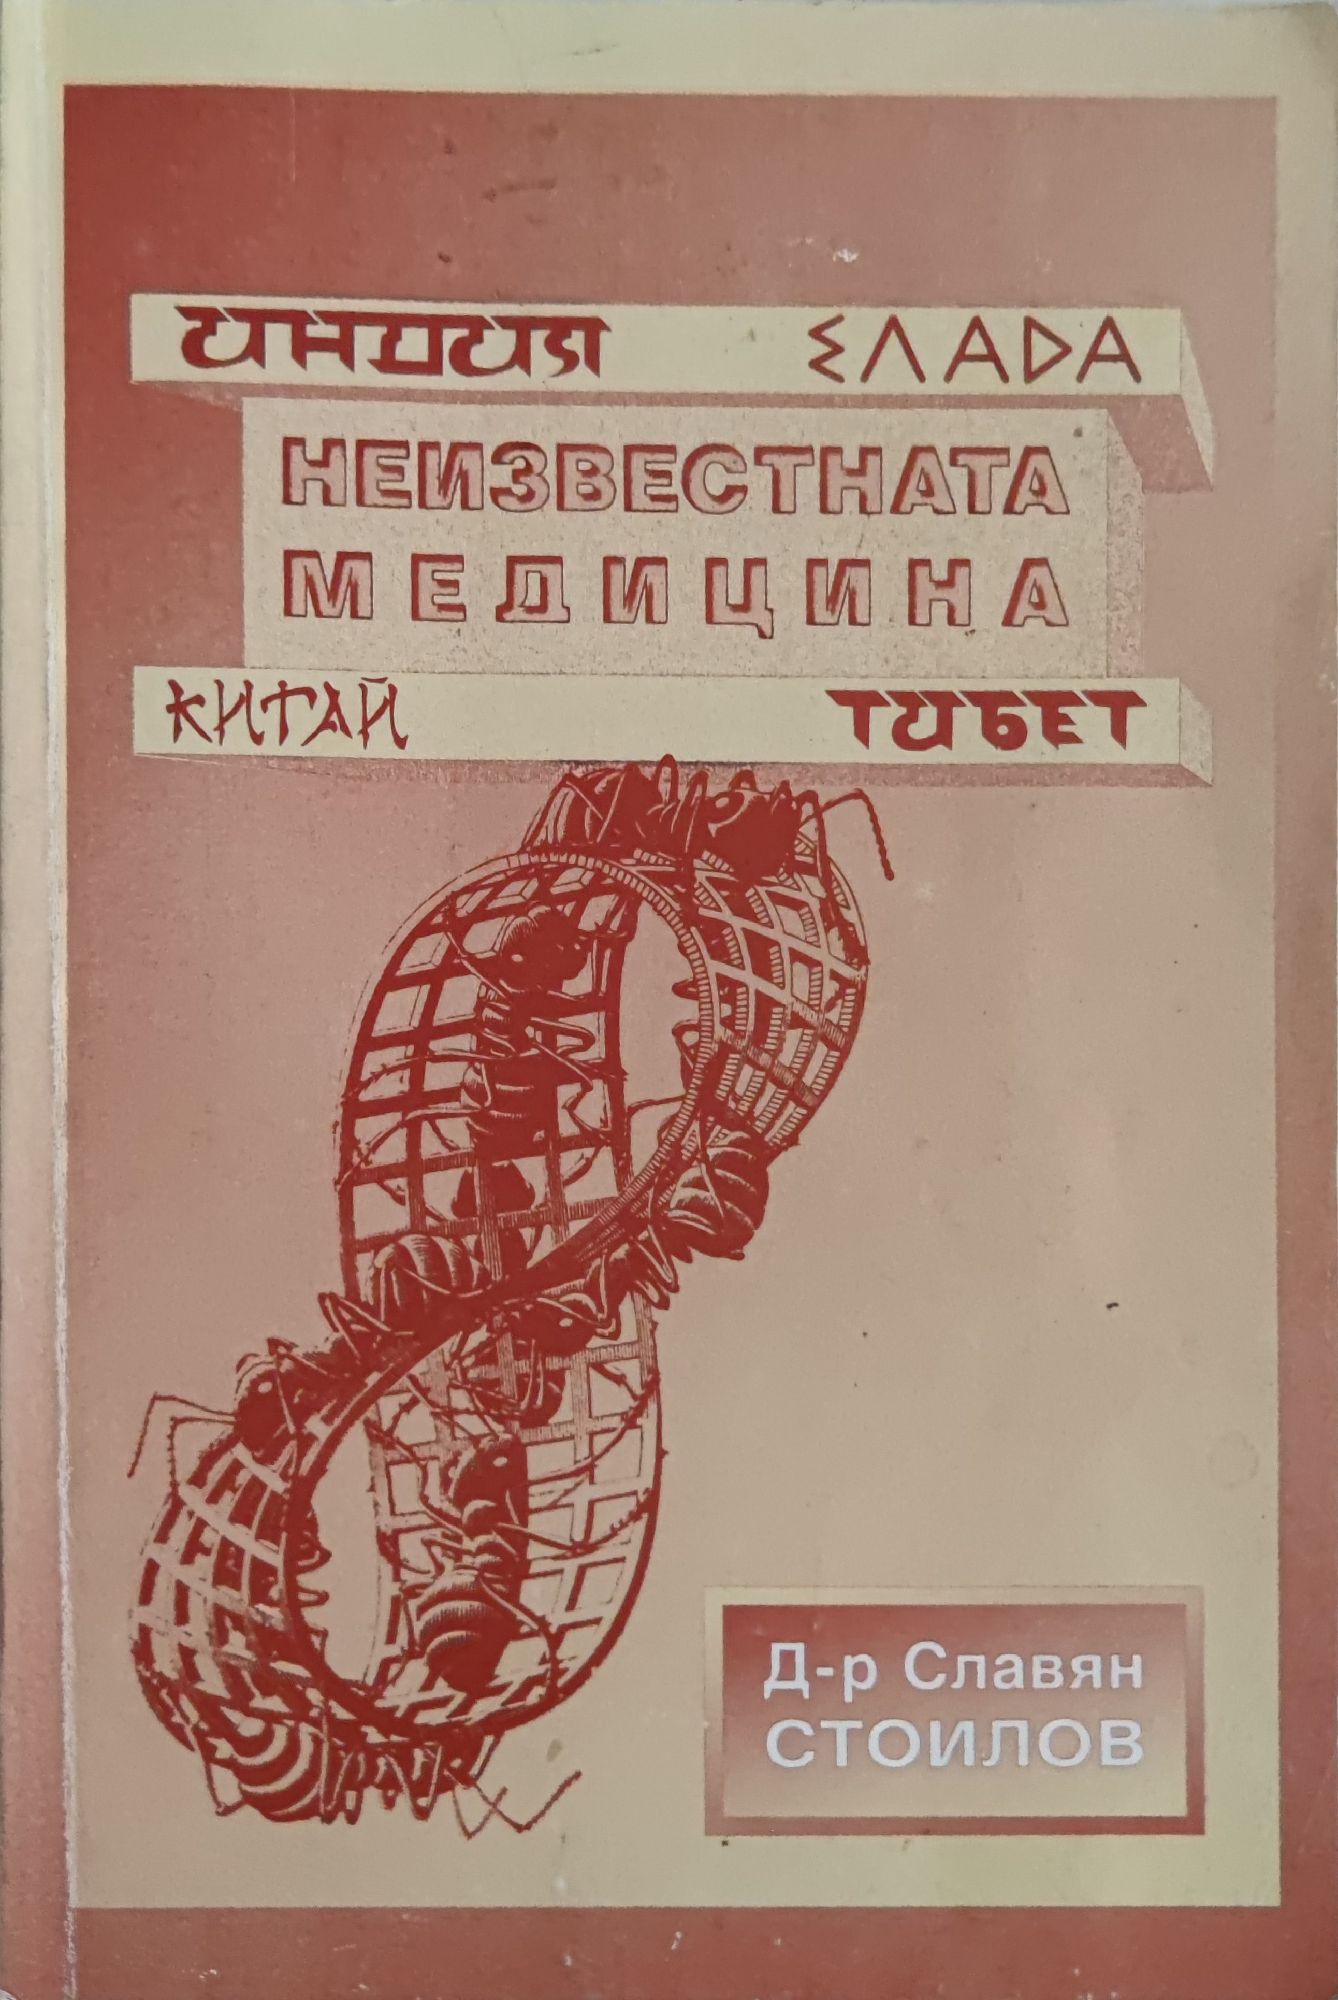 ИНДИЯ ЕЛАДА
НЕИЗВЕСТНАТА
МЕДИЦИНА
КИТАЙ ТИБЕТ
Д-р Славян
СТОИЛОВ